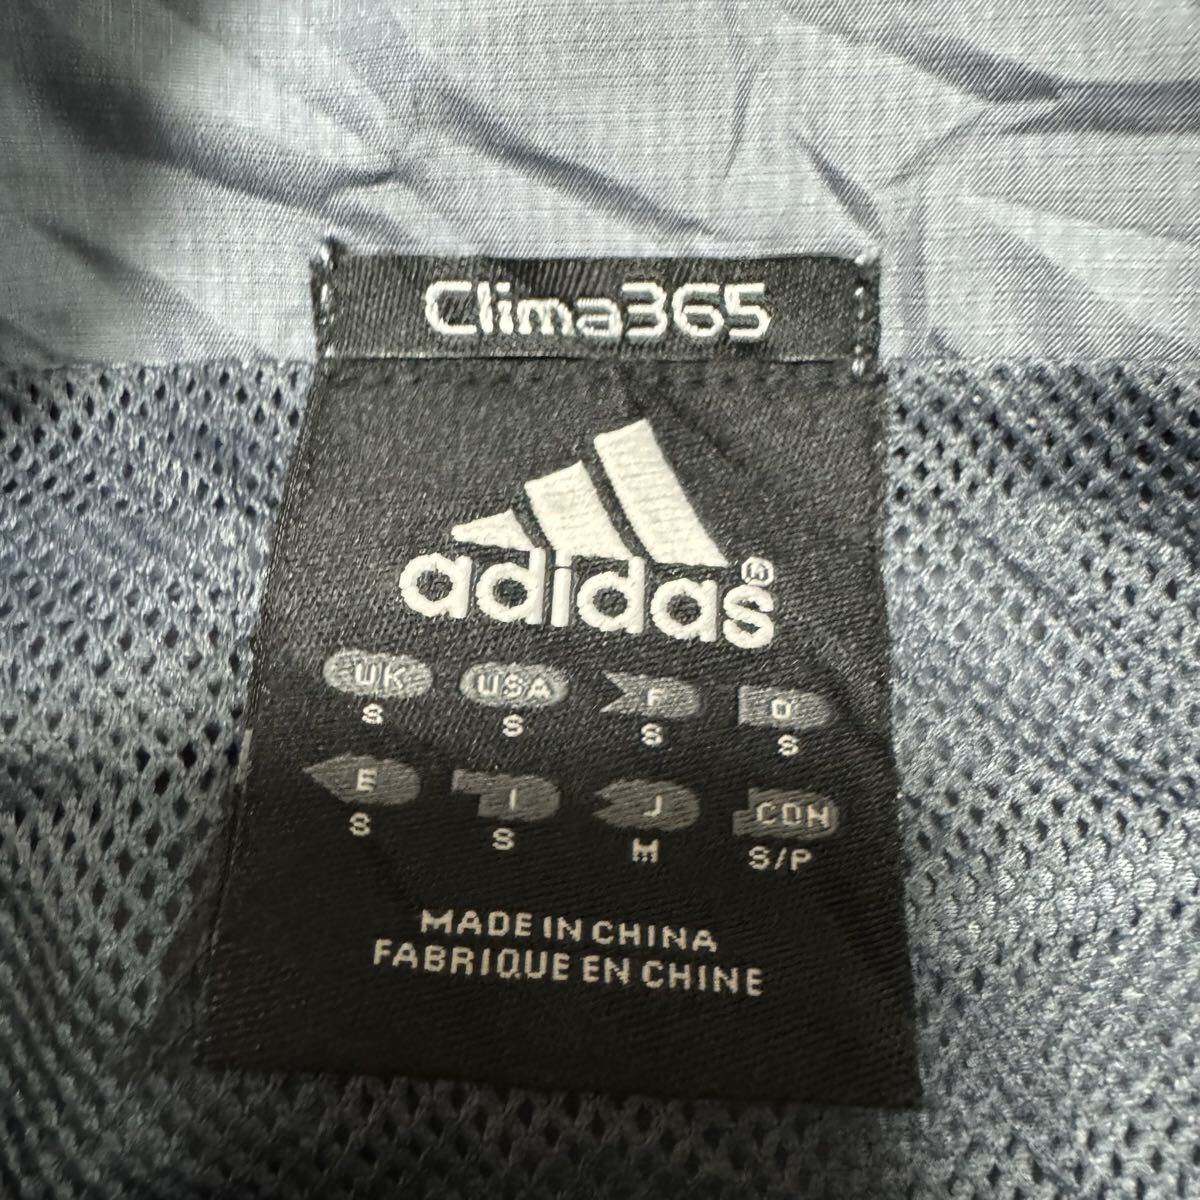 Clima365
adidas®
UK USA F D
S S S S
E I J CDN
S S M S/P
MADE IN CHINA
FABRIQUE EN CHINE